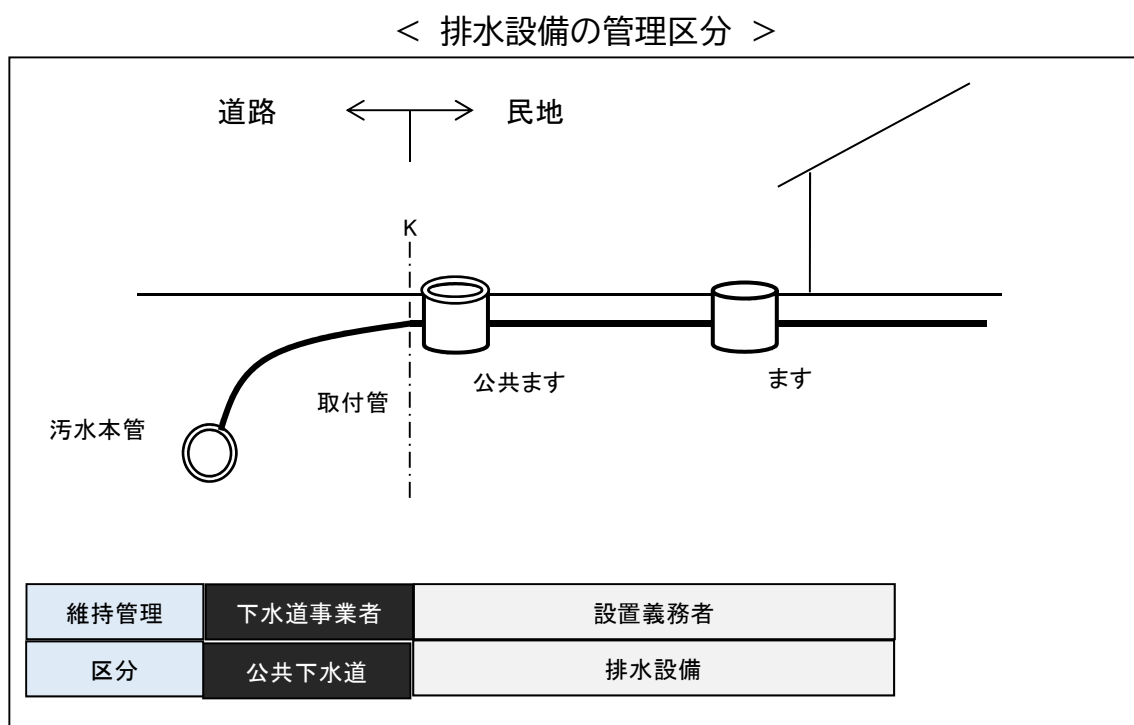 ＜ 排水設備の管理区分 ＞
道路
民地
K
公共ます
ます
取付管
汚水本管
維持管理 下水道事業者 設置義務者
区分 公共下水道 排水設備